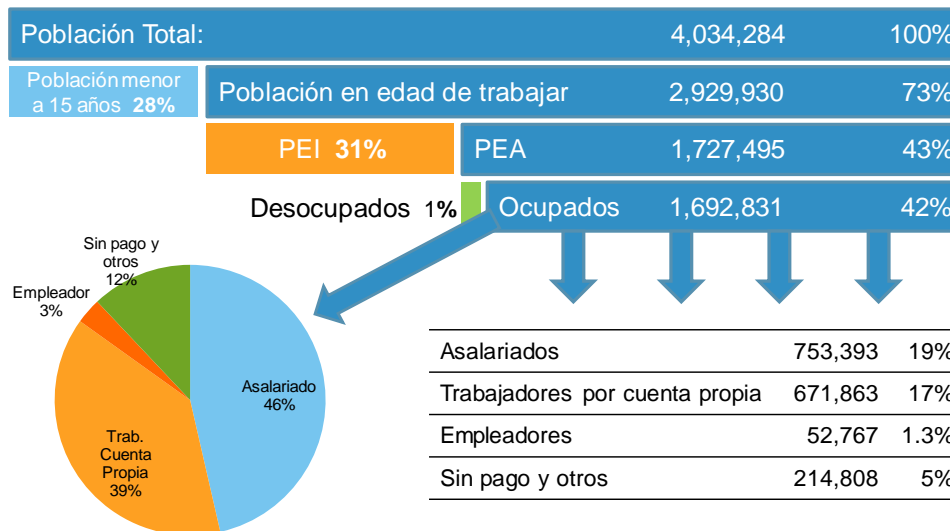 Población Total: 4,034,284 100%
Población menor
a 15 años 28%
Población en edad de trabajar 2,929,930 73%
PEI 31%
PEA 1,727,495 43%
Desocupados 1%
Ocupados 1,692,831 42%
Sin pago y
otros
12%
Empleador
3%
Asalariado
46%
Trab.
Cuenta
Propia
39%
Asalariados 753,393 19%
Trabajadores por cuenta propia 671,863 17%
Empleadores 52,767 1.3%
Sin pago y otros 214,808 5%